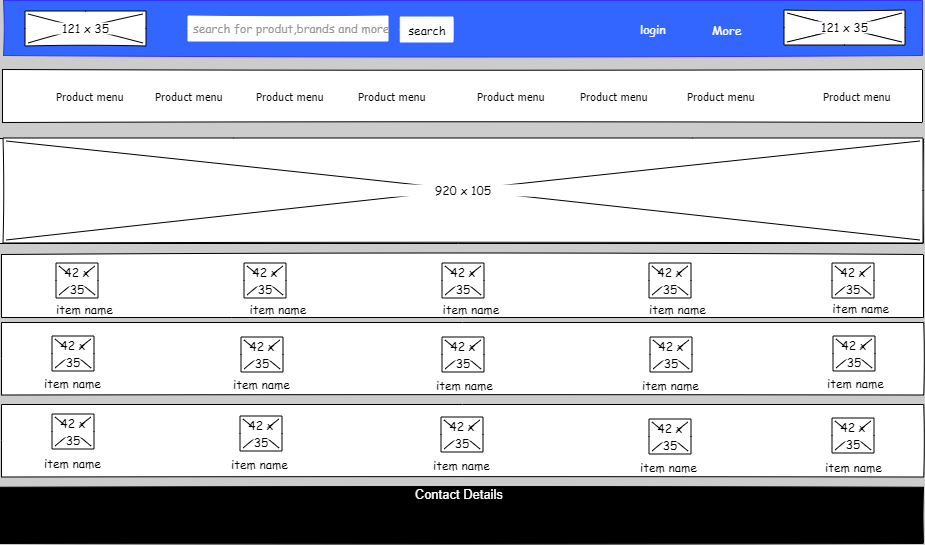 121 x 35 search for produt,brands and more search login More 121 x 35
Product menu Product menu Product menu Product menu Product menu Product menu Product menu Product menu
920 x 105
42 x 42 x 42 x 42 x 42 x
35 35 35 35 35
item name item name item name item name item name
42 x 42 x 42 x 42 x 42 x
35 35 35 35 35
item name item name item name item name item name
42 x 42 x 42 x 42 x 42 x
35 35 35 35 35
item name item name item name item name item name
Contact Details